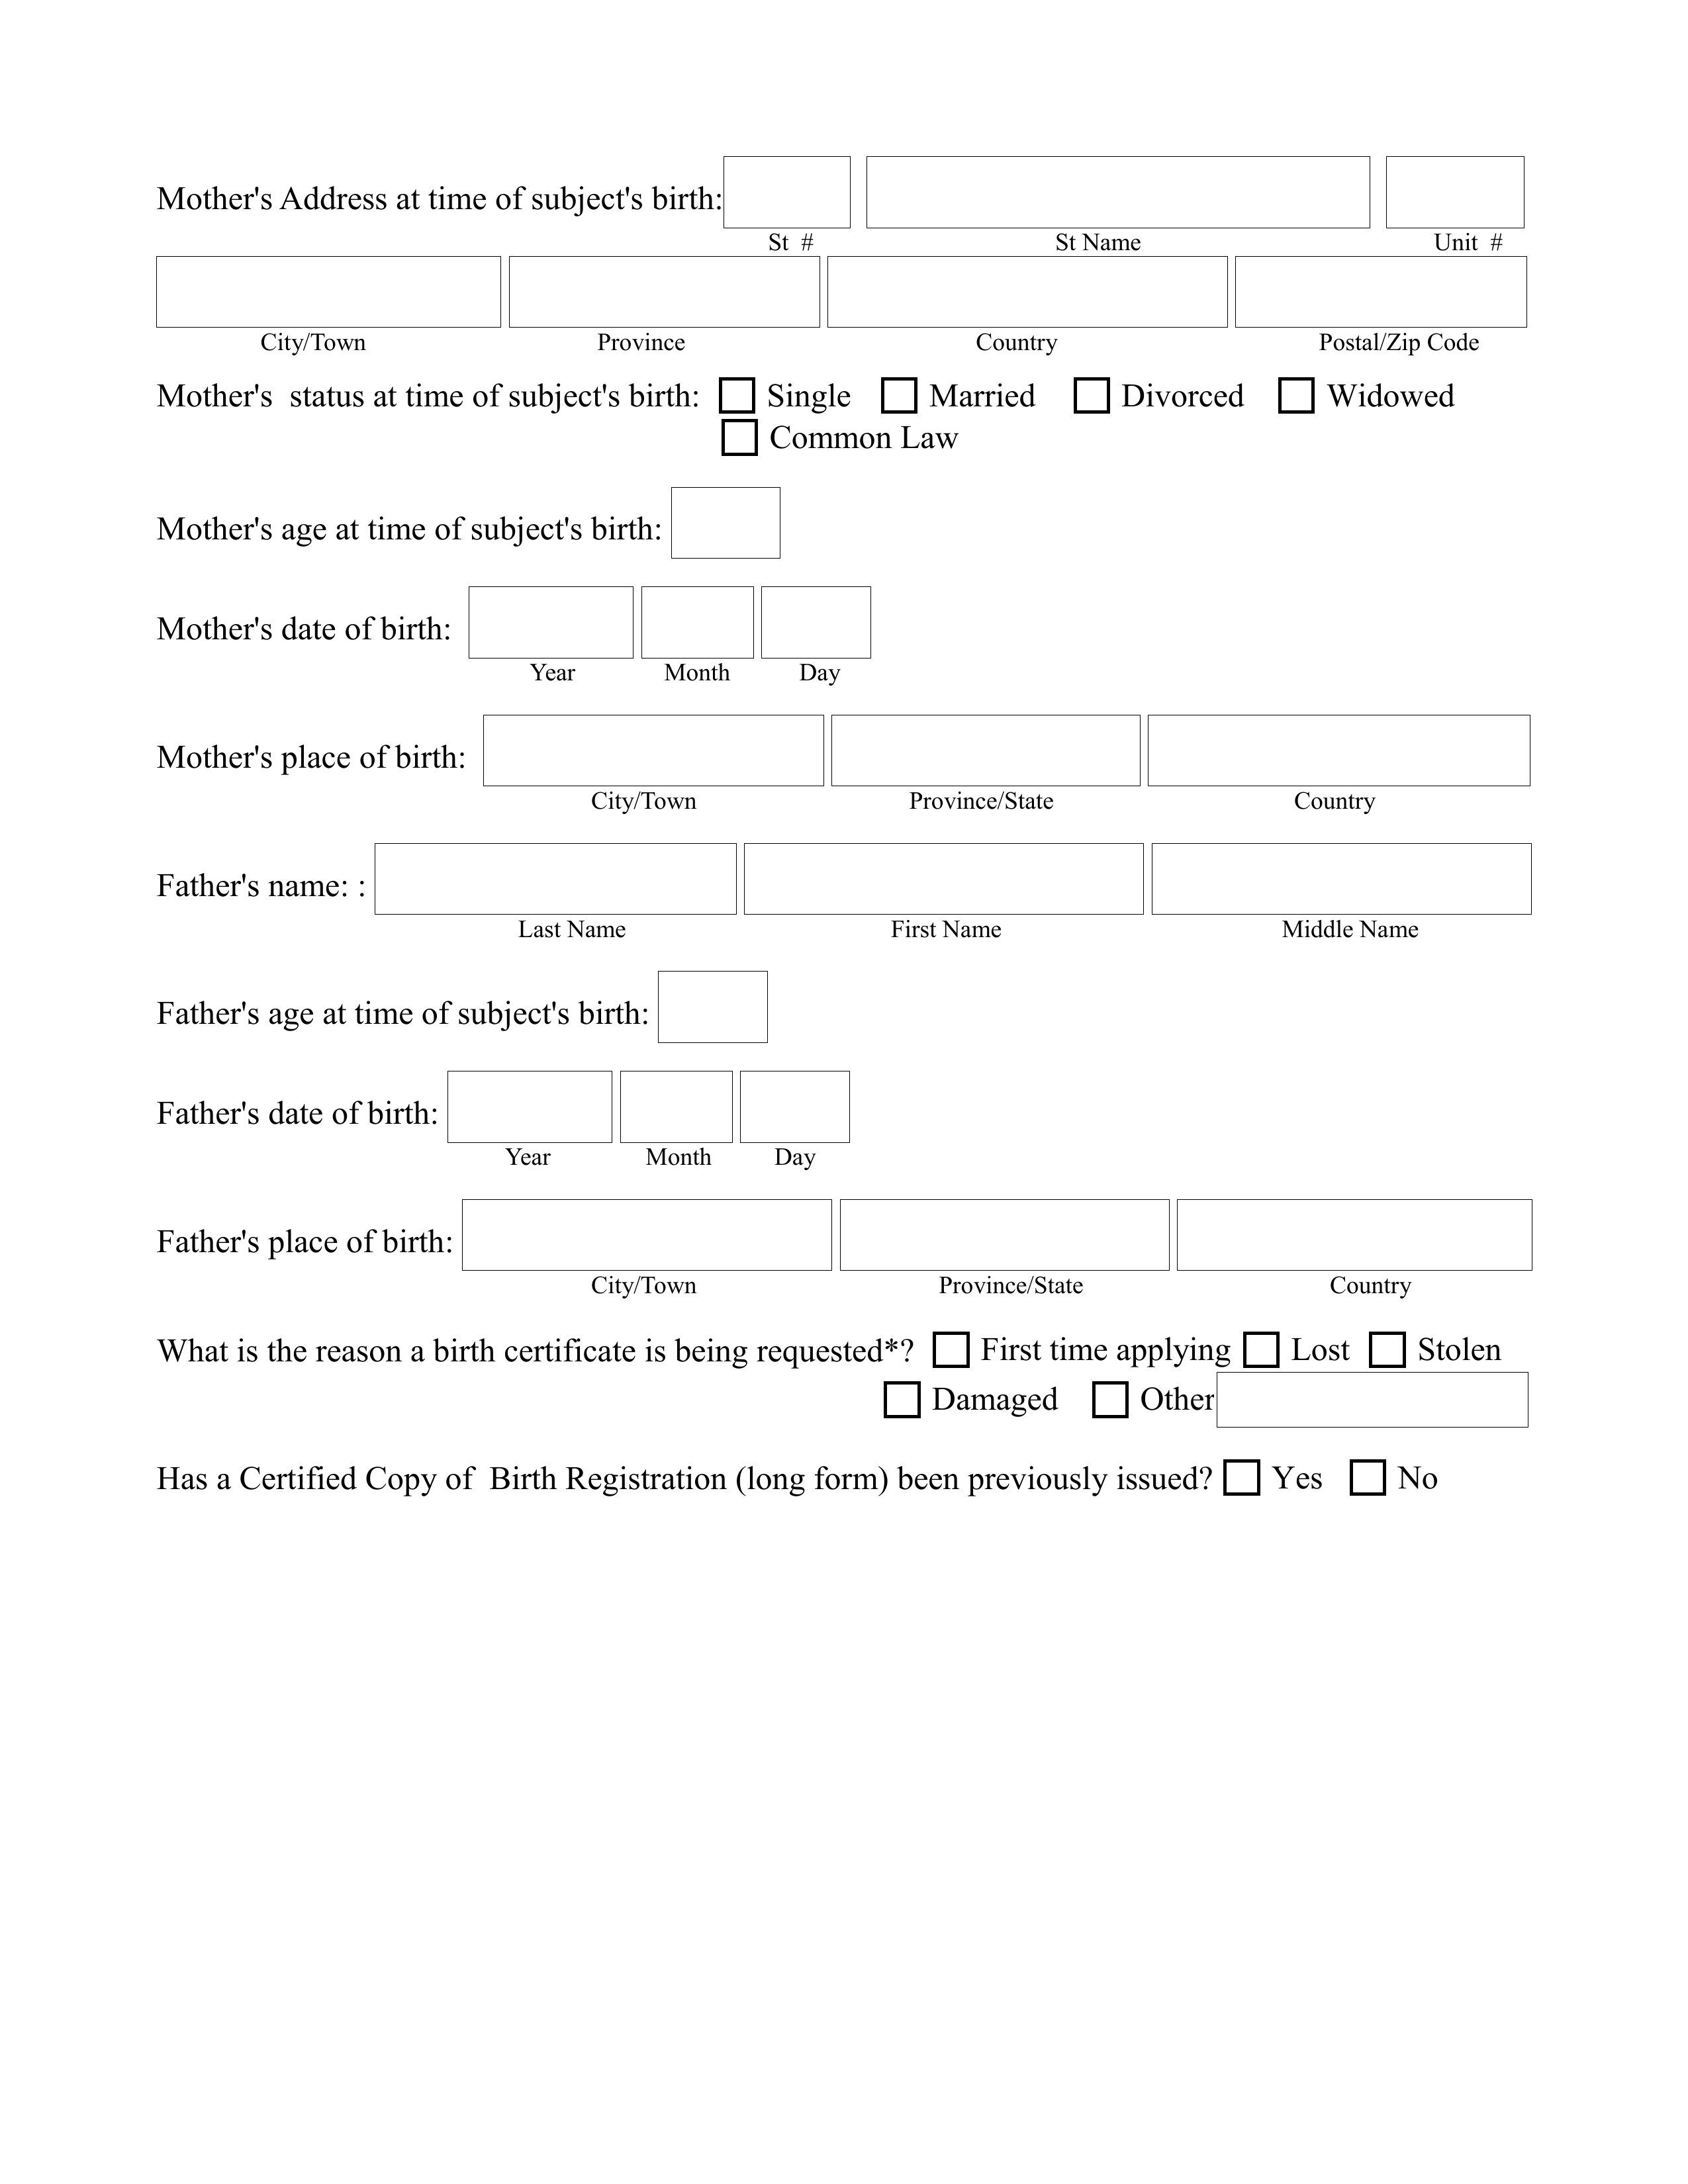 Mother's Address at time of subject's birth:
St # St Name Unit #
City/Town Province Country Postal/Zip Code
Mother's status at time of subject's birth: Single Married Divorced Widowed
Common Law
Mother's age at time of subject's birth:
Mother's date of birth:
Year Month Day
Mother's place of birth:
City/Town Province/State Country
Father's name: :
Last Name First Name Middle Name
Father's age at time of subject's birth:
Father's date of birth:
Year Month Day
Father's place of birth:
City/Town Province/State Country
What is the reason a birth certificate is being requested*? First time applying Lost Stolen
Damaged Other
Has a Certified Copy of Birth Registration (long form) been previously issued? Yes No